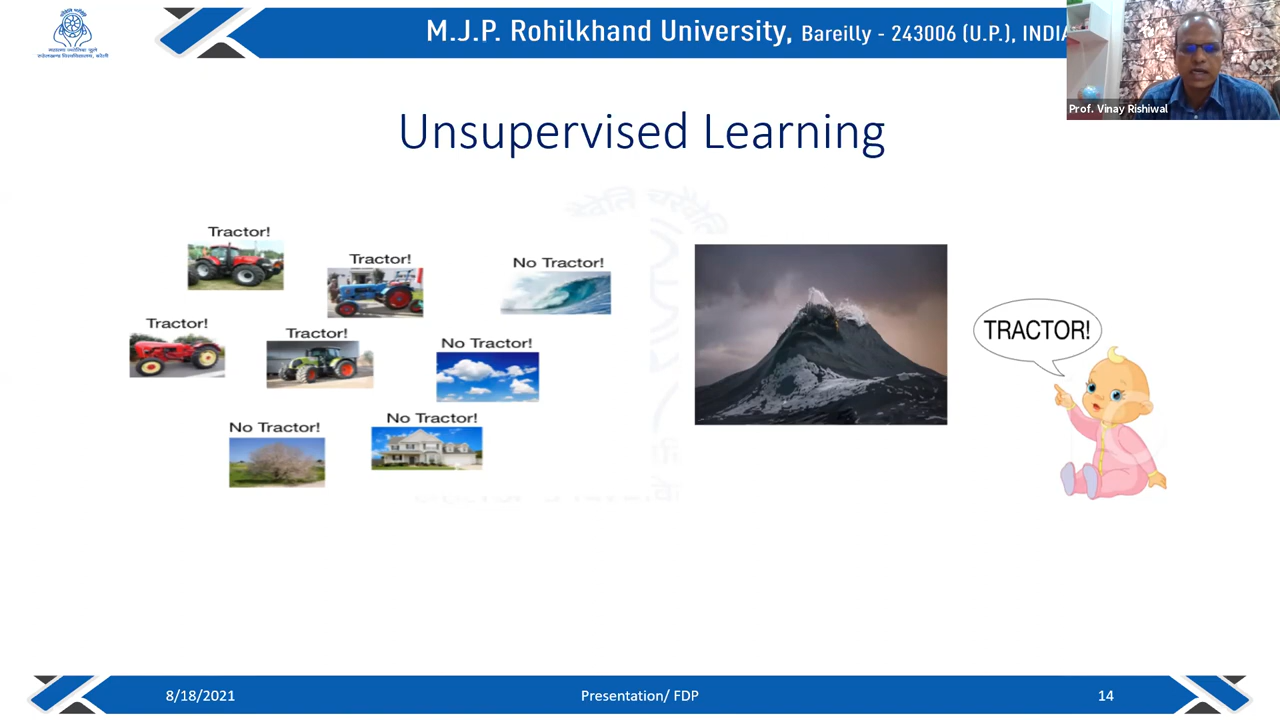 M.J.P. Rohilkhand University, Bareilly - 243006 (U.P.), INDIA
Prof. Vinay Rishiwal
Unsupervised Learning
Tractor!
Tractor!
No Tractor!
Tractor!
Tractor!
No Tractor!
No Tractor!
No Tractor!
TRACTOR!
8/18/2021
Presentation/ FDP
14